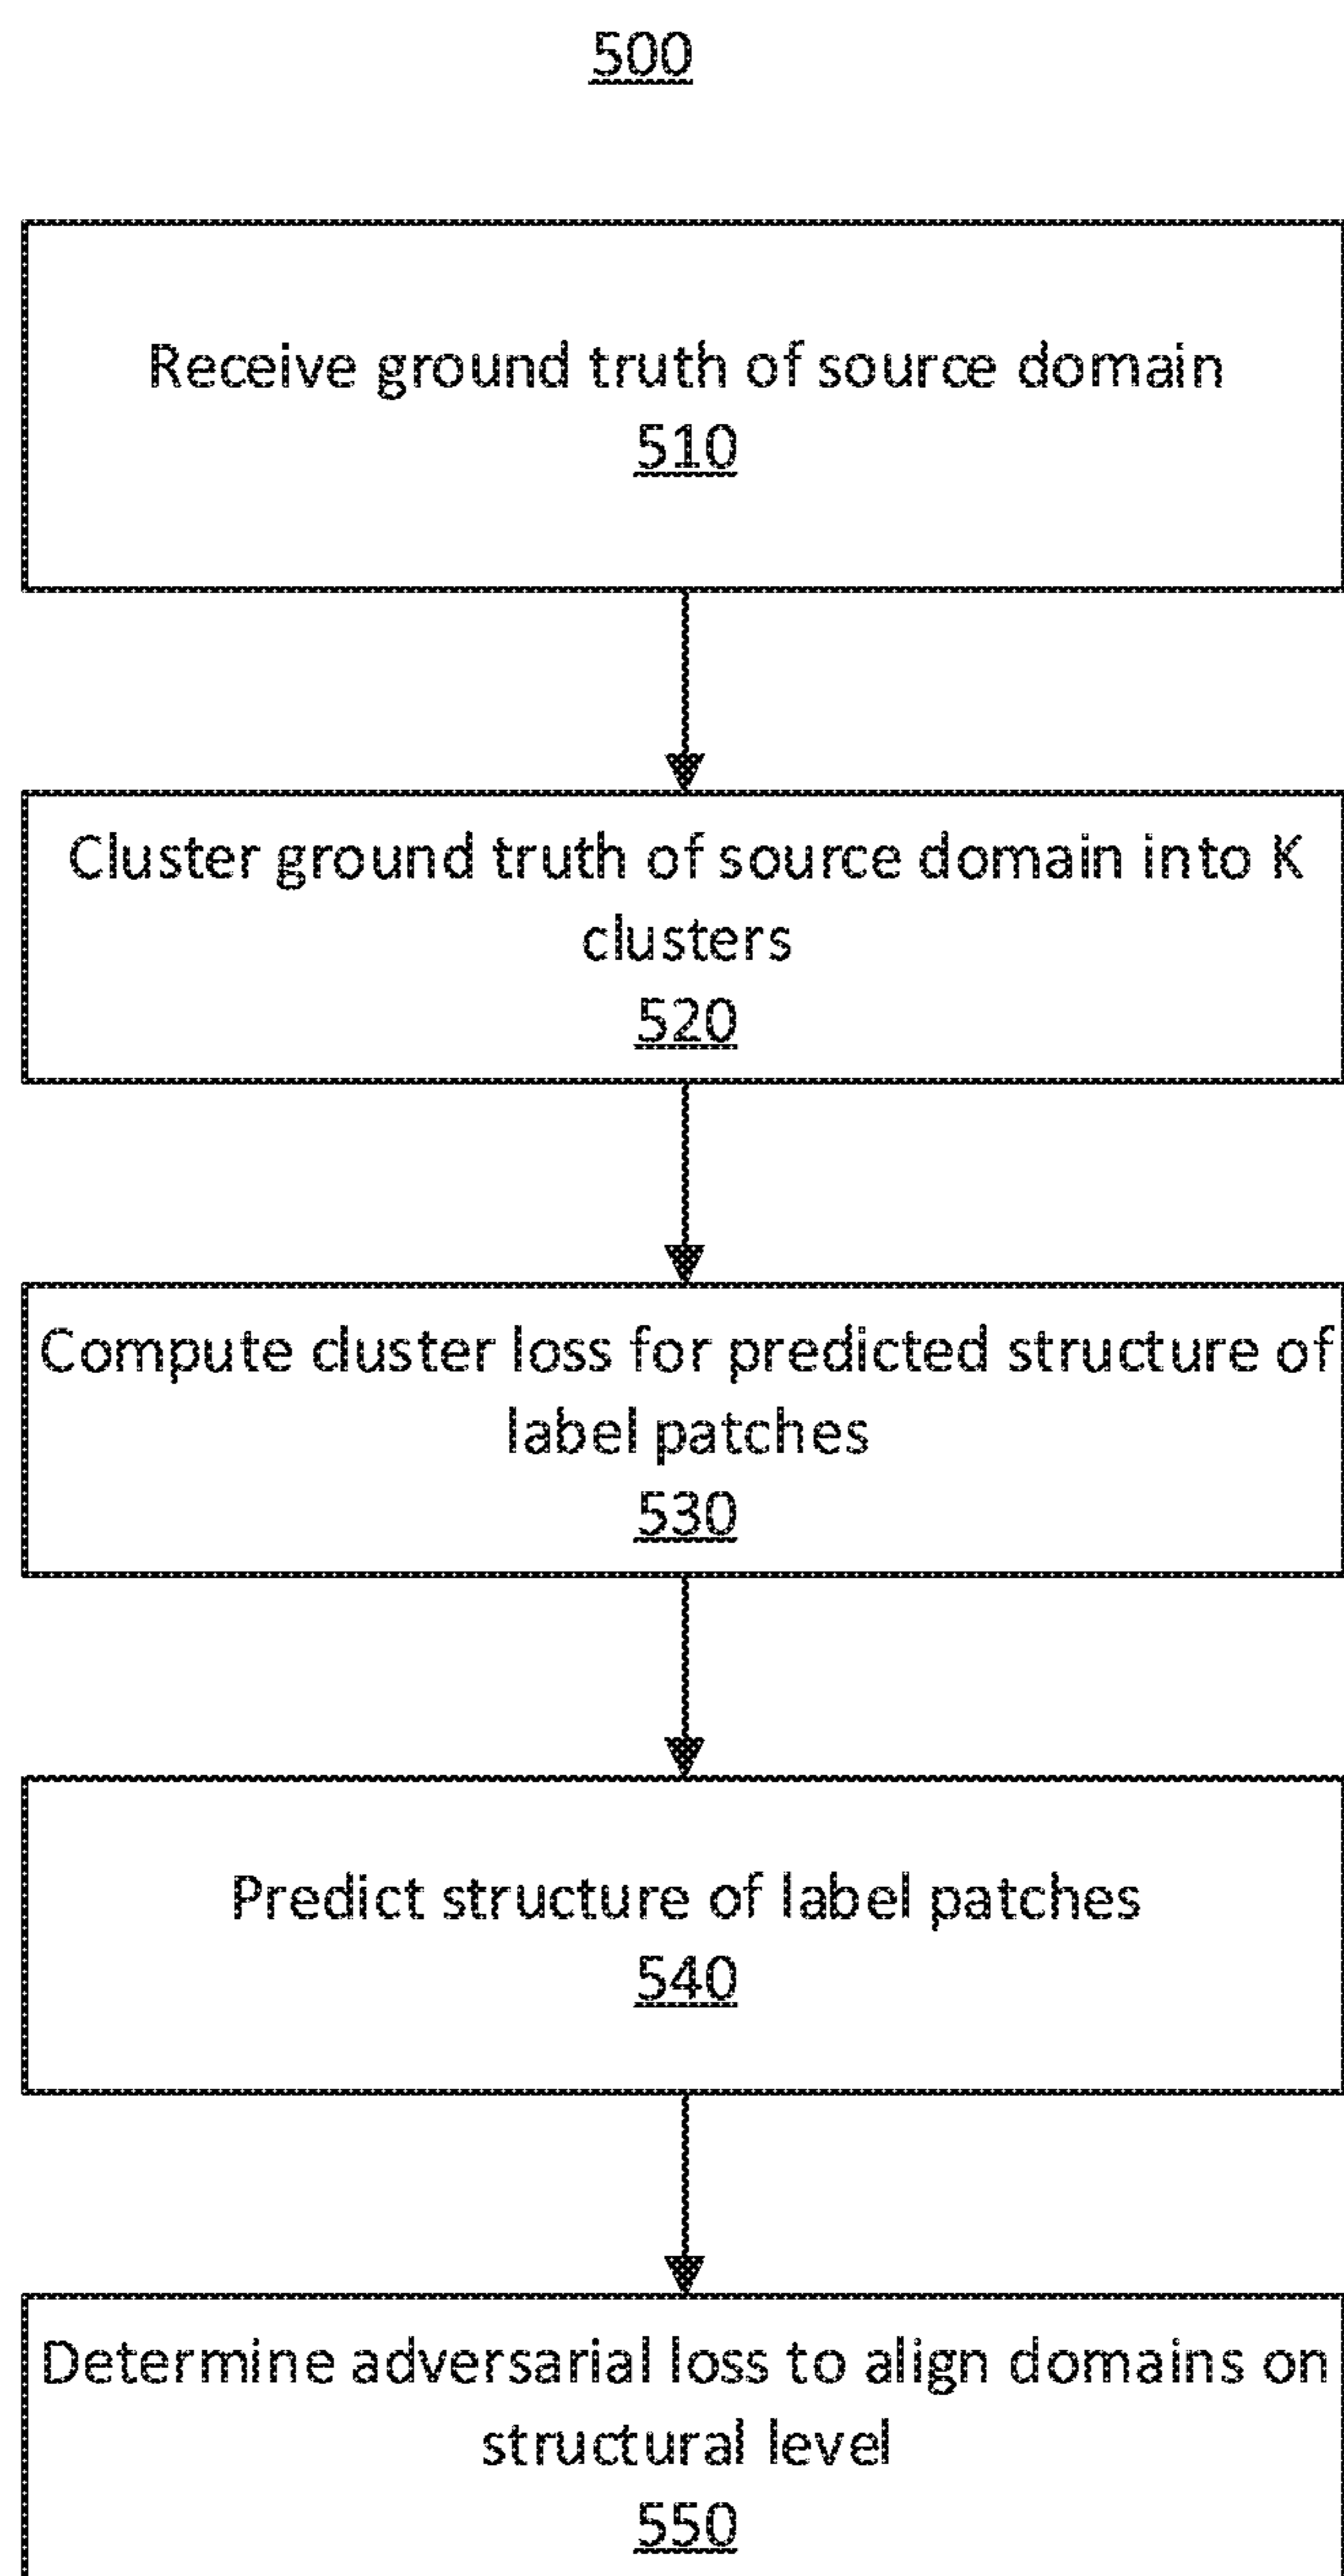 500
Receive ground truth of source domain
510
Cluster ground truth of source domain into K
clusters
520
Compute cluster loss for predicted structure of
label patches
530
Predict structure of label patches
540
Determine adversarial loss to align domains on
structural level
550